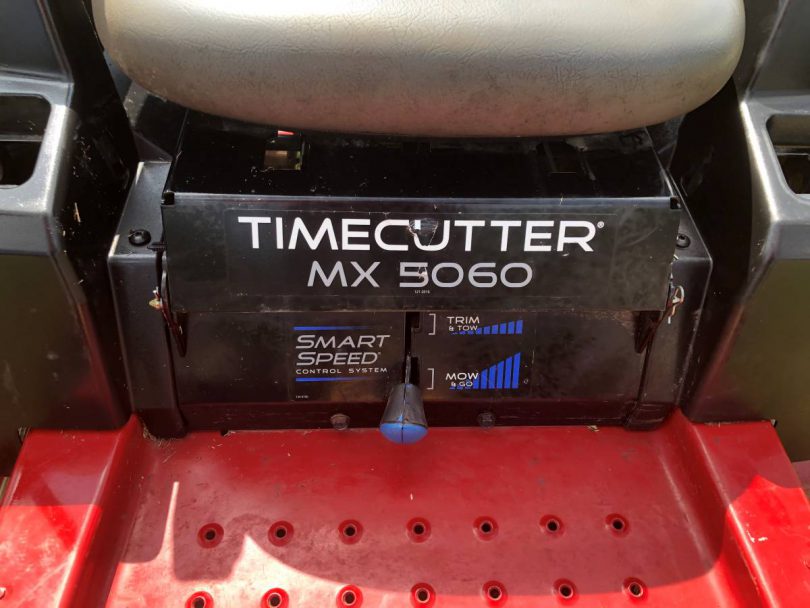 TIMECUTTER®
MX 5060
TRIM
& TOW
SMART
SPEED®
CONTROL SYSTEM
MOW
& GO